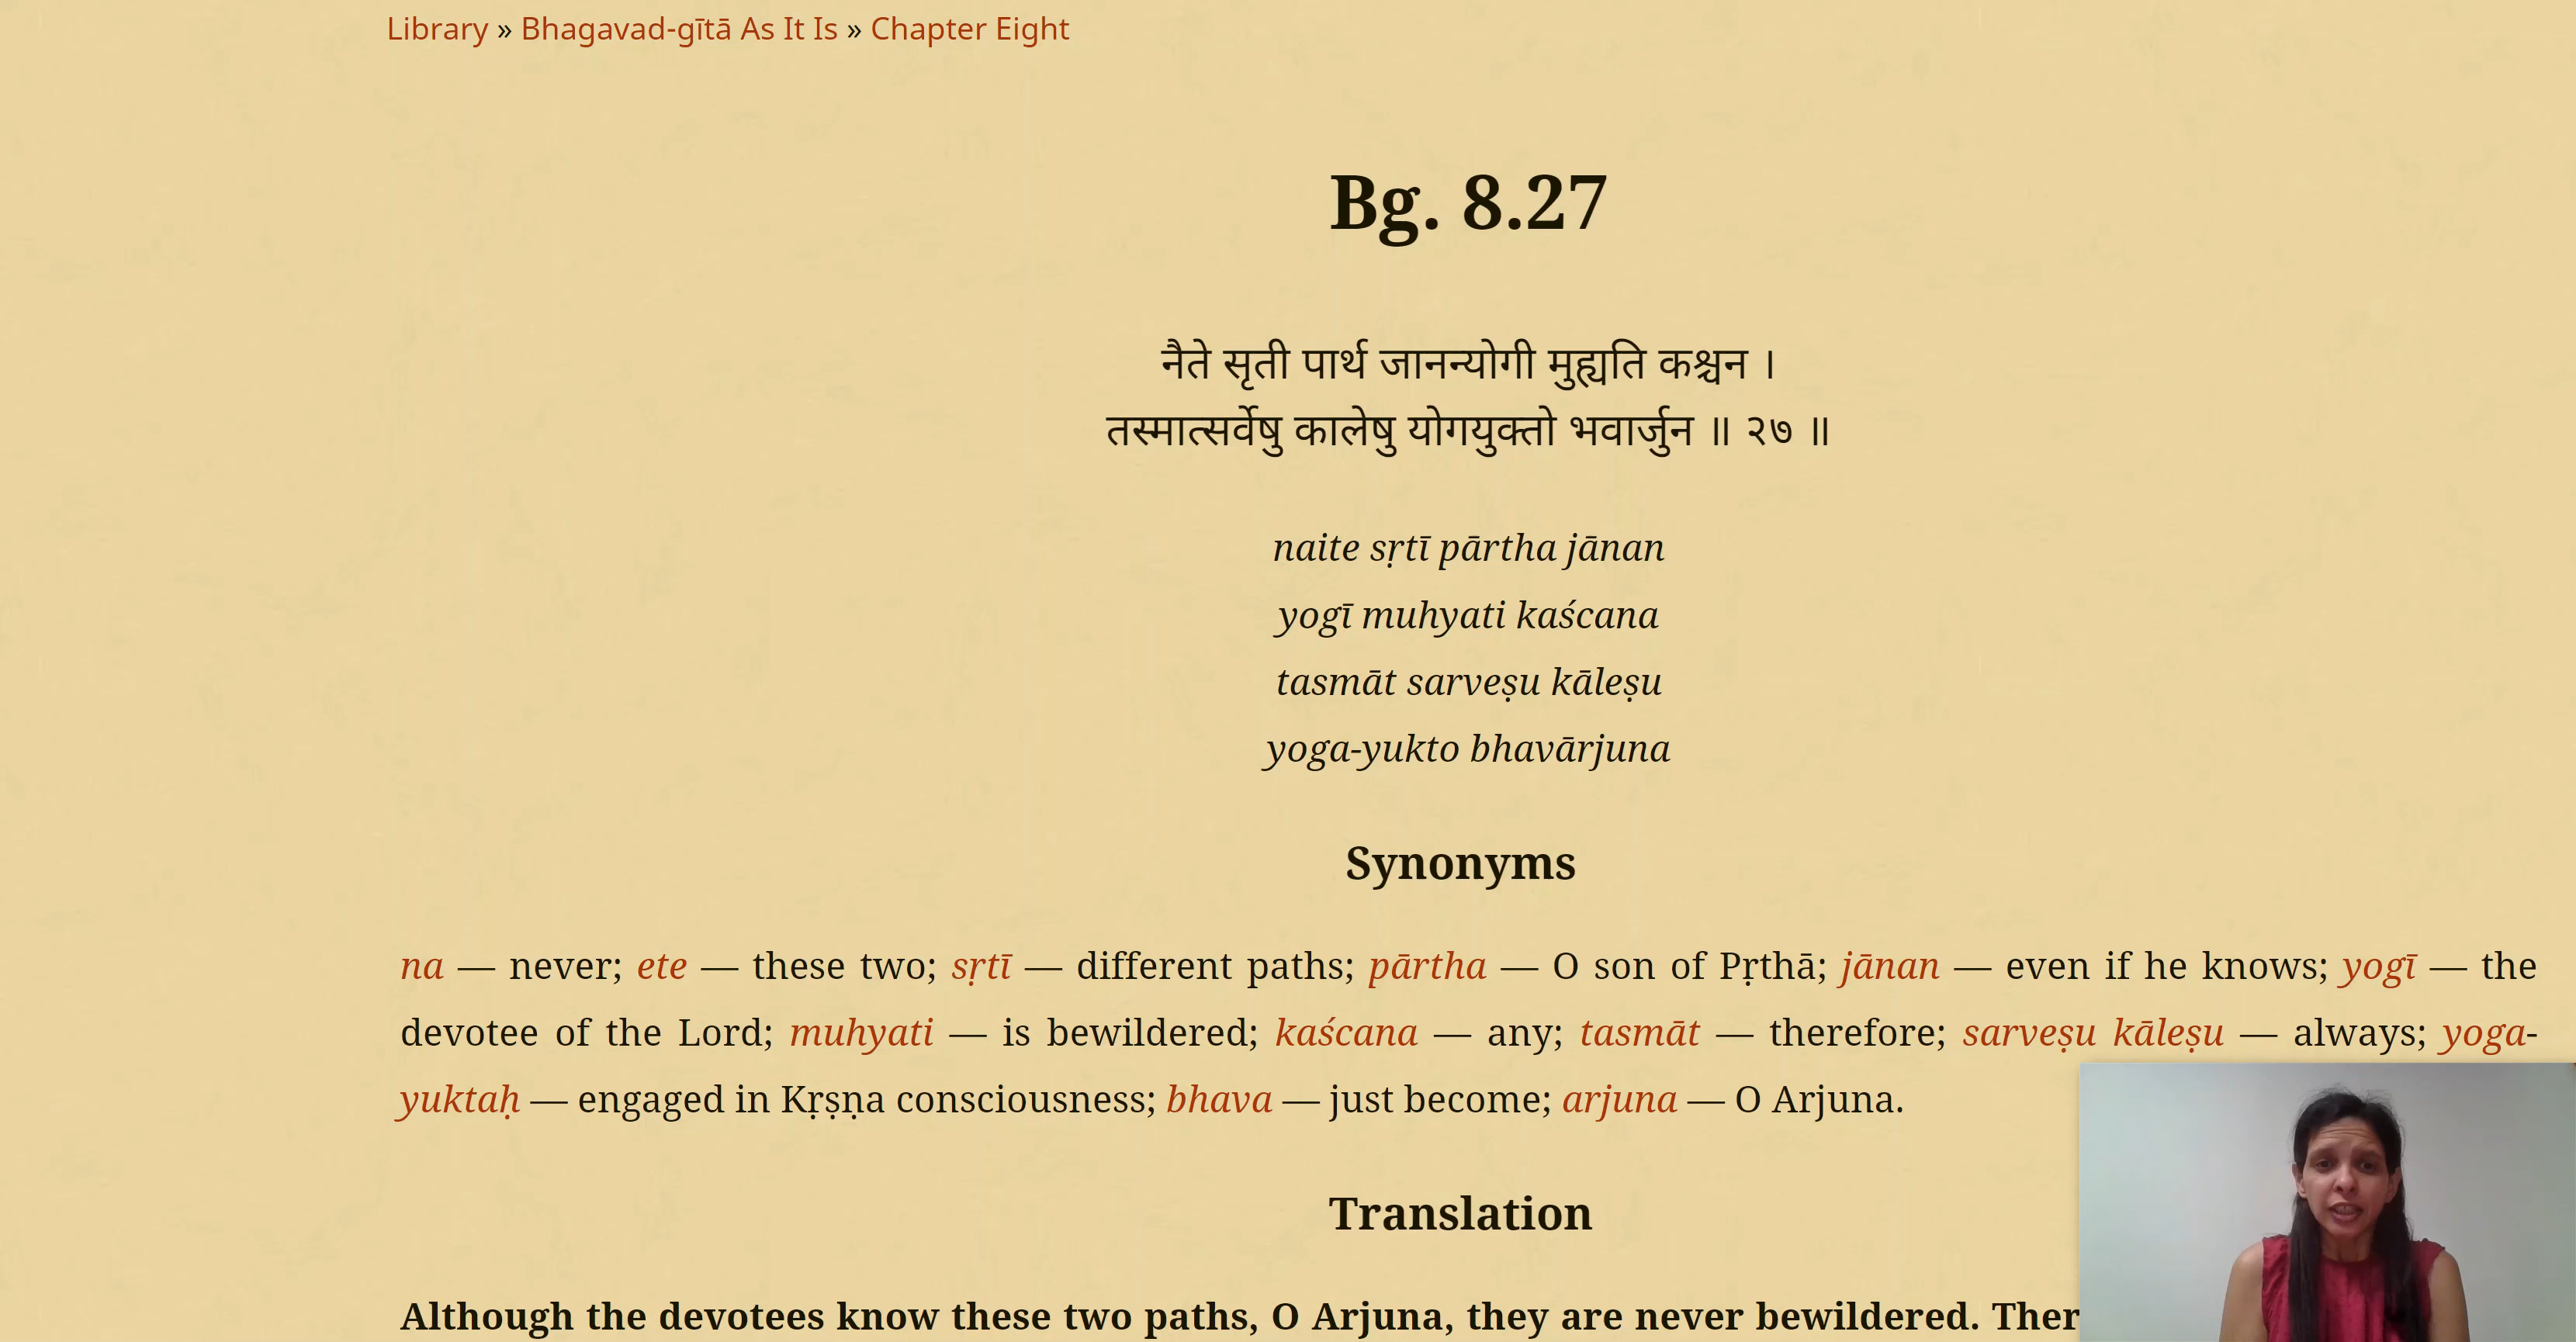 Library » Bhagavad-gītā As It Is » Chapter Eight
Bg. 8.27
नैते सृती पार्थ जानन्योगी मुह्यति कश्चन ।
तस्मात्सर्वेषु कालेषु योगयुक्तो भवार्जुन ॥ २७ ॥
naite sṛtī pārtha jānan
yogī muhyati kaścana
tasmāt sarveṣu kāleṣu
yoga-yukto bhavārjuna
Synonyms
na — never; ete — these two; sṛtī — different paths; pārtha — O son of Pṛthā; jānan — even if he knows; yogī — the
devotee of the Lord; muhyati — is bewildered; kaścana — any; tasmāt — therefore; sarveṣu kāleṣu — always; yoga-
yuktaḥ — engaged in Kṛṣṇa consciousness; bhava — just become; arjuna — O Arjuna.
Translation
Although the devotees know these two paths, O Arjuna, they are never bewildered. Ther